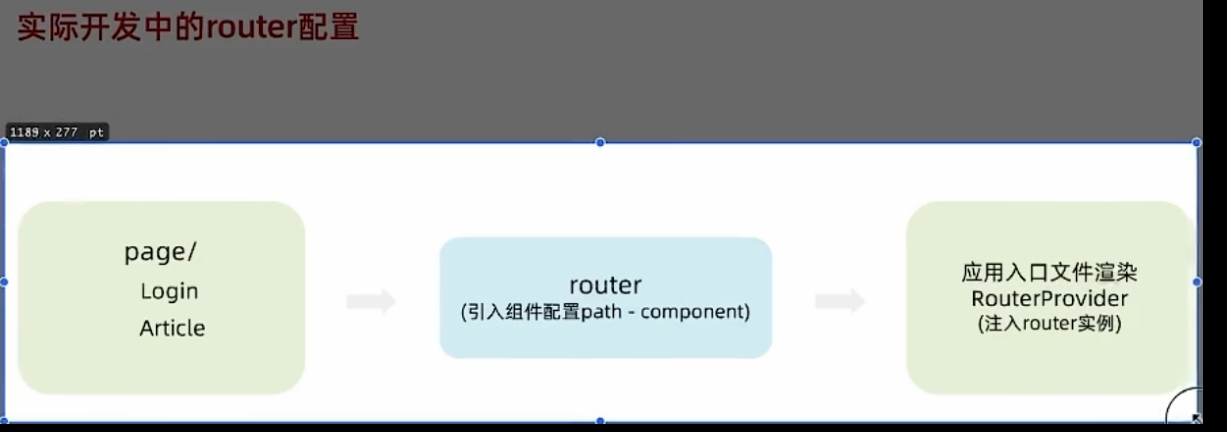 实际开发中的router配置
1189 x 277 pt
page/
Login
Article
router
(引入组件配置path - component)
应用入口文件渲染
RouterProvider
(注入router实例)